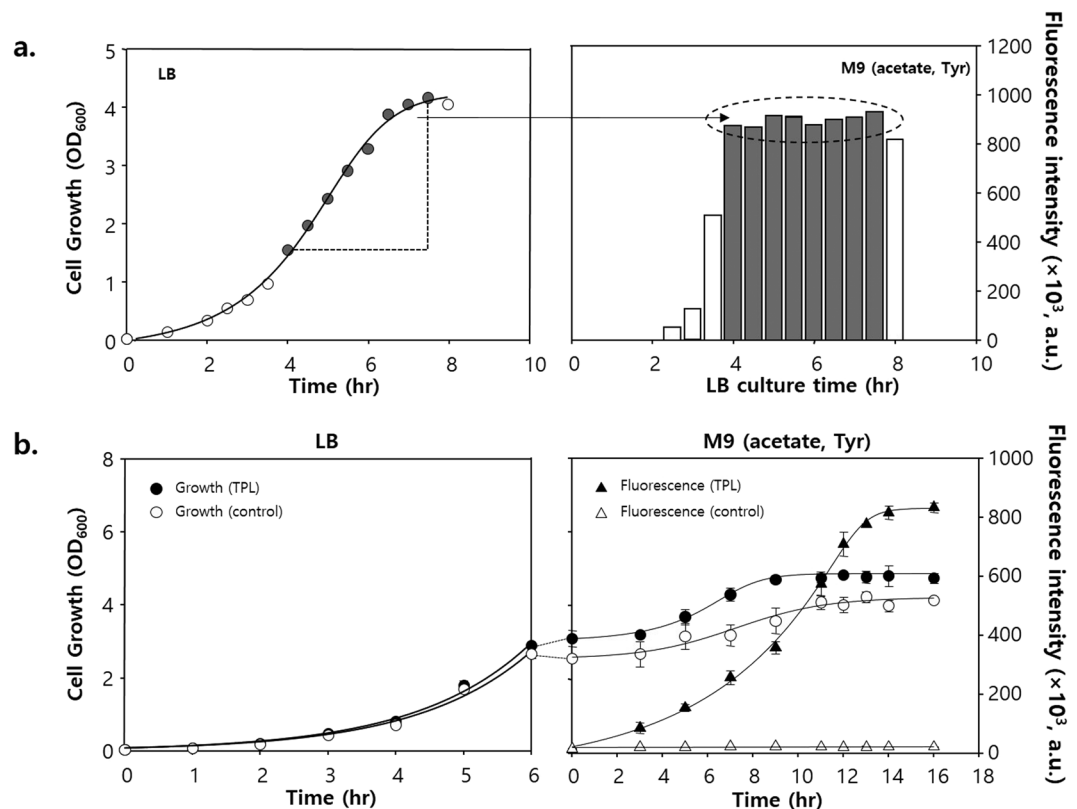 a.
LB
M9 (acetate, Tyr)
Cell Growth (OD600)
5
4
3
2
1
0
0 2 4 6 8 10
Time (hr)
0 2 4 6 8 10
LB culture time (hr)
1200
1000
800
600
400
200
0
Fluorescence intensity (×10³, a.u.)
b.
LB
M9 (acetate, Tyr)
Growth (TPL)
Growth (control)
Fluorescence (TPL)
Fluorescence (control)
Cell Growth (OD600)
8
6
4
2
0
0 1 2 3 4 5 6
Time (hr)
0 2 4 6 8 10 12 14 16 18
Time (hr)
1000
800
600
400
200
0
Fluorescence intensity (×10³, a.u.)